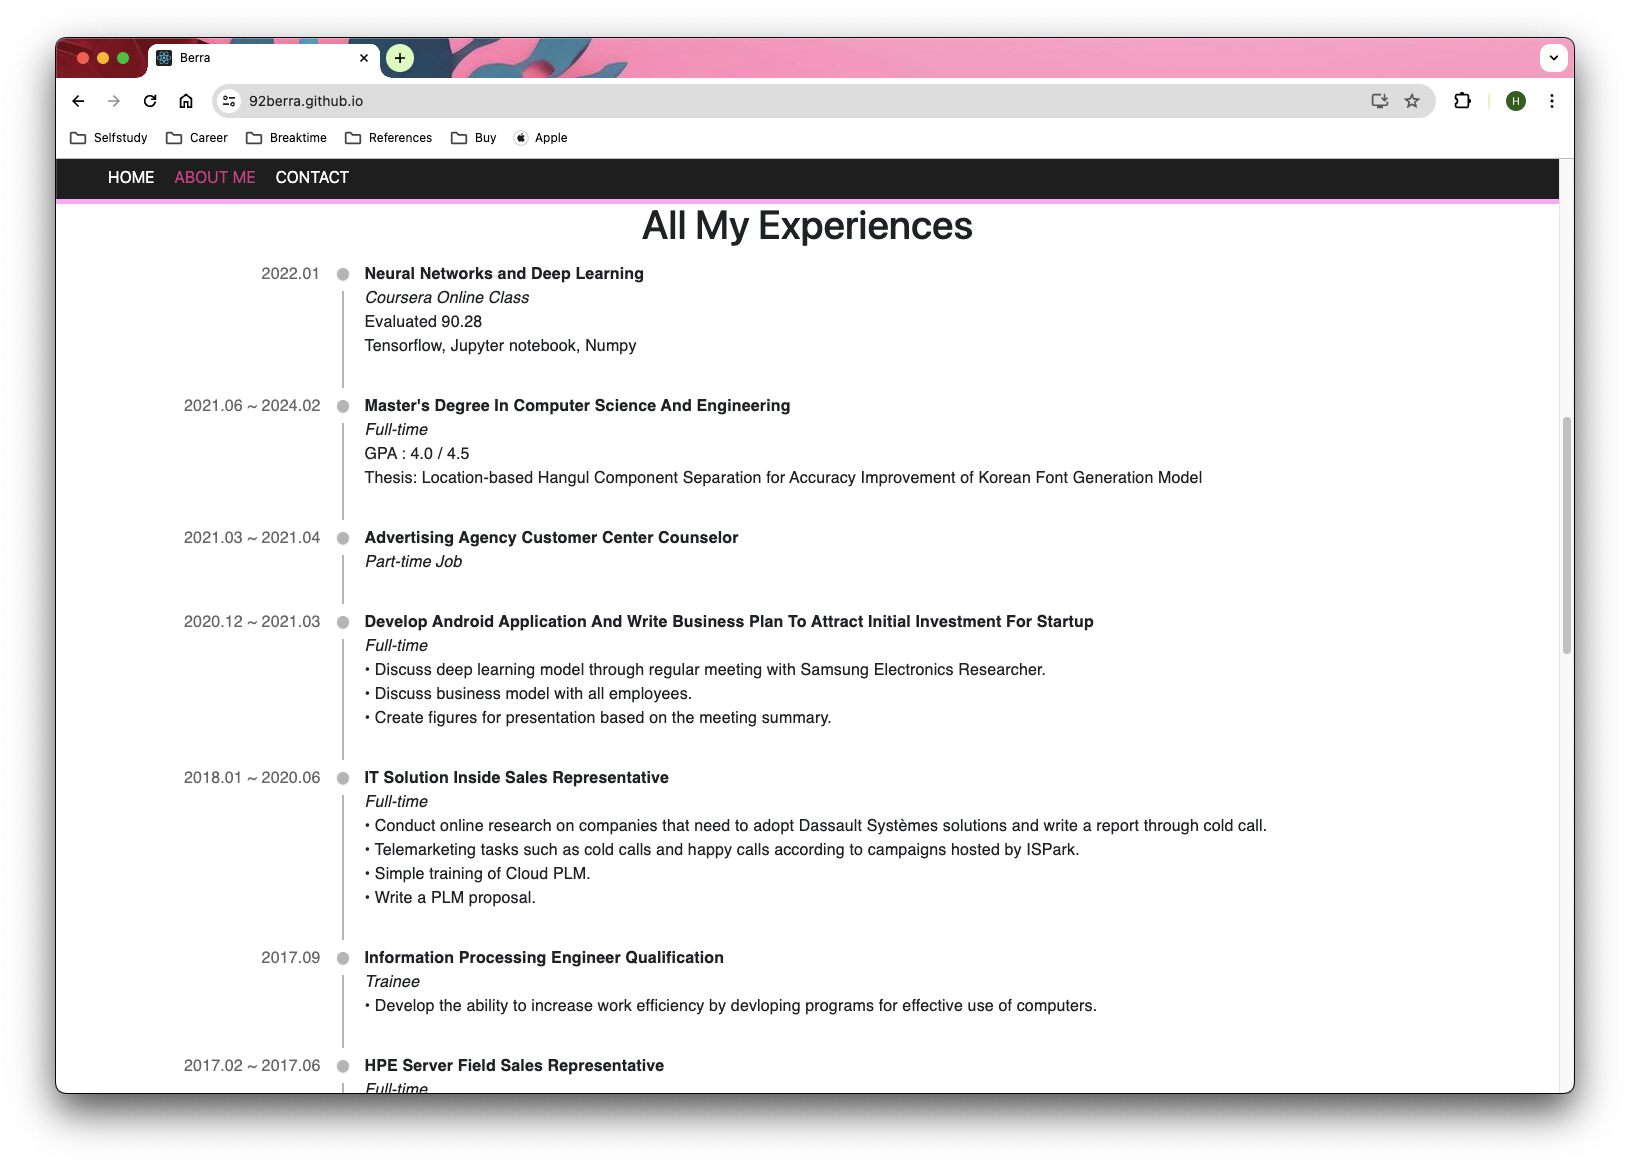 Berra
92berra.github.io
H
Selfstudy Career Breaktime References Buy Apple
HOME ABOUT ME CONTACT
All My Experiences
2022.01 Neural Networks and Deep Learning
Coursera Online Class
Evaluated 90.28
Tensorflow, Jupyter notebook, Numpy
2021.06 ~ 2024.02 Master's Degree In Computer Science And Engineering
Full-time
GPA : 4.0 / 4.5
Thesis: Location-based Hangul Component Separation for Accuracy Improvement of Korean Font Generation Model
2021.03 ~ 2021.04 Advertising Agency Customer Center Counselor
Part-time Job
2020.12 ~ 2021.03 Develop Android Application And Write Business Plan To Attract Initial Investment For Startup
Full-time
• Discuss deep learning model through regular meeting with Samsung Electronics Researcher.
• Discuss business model with all employees.
• Create figures for presentation based on the meeting summary.
2018.01 ~ 2020.06 IT Solution Inside Sales Representative
Full-time
• Conduct online research on companies that need to adopt Dassault Systèmes solutions and write a report through cold call.
• Telemarketing tasks such as cold calls and happy calls according to campaigns hosted by ISPark.
• Simple training of Cloud PLM.
• Write a PLM proposal.
2017.09 Information Processing Engineer Qualification
Trainee
• Develop the ability to increase work efficiency by devloping programs for effective use of computers.
2017.02 ~ 2017.06 HPE Server Field Sales Representative
Full-time